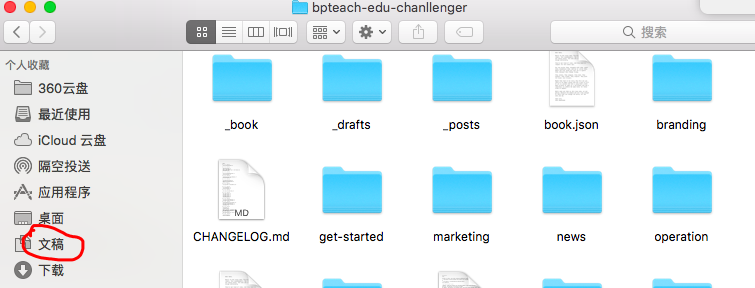 bpteach-edu-chanllenger
搜索
个人收藏
360云盘
最近使用
iCloud 云盘
隔空投送
应用程序
桌面
文稿
下载
_book
_drafts
_posts
book.json
branding
MD
CHANGELOG.md
get-started
marketing
news
operation